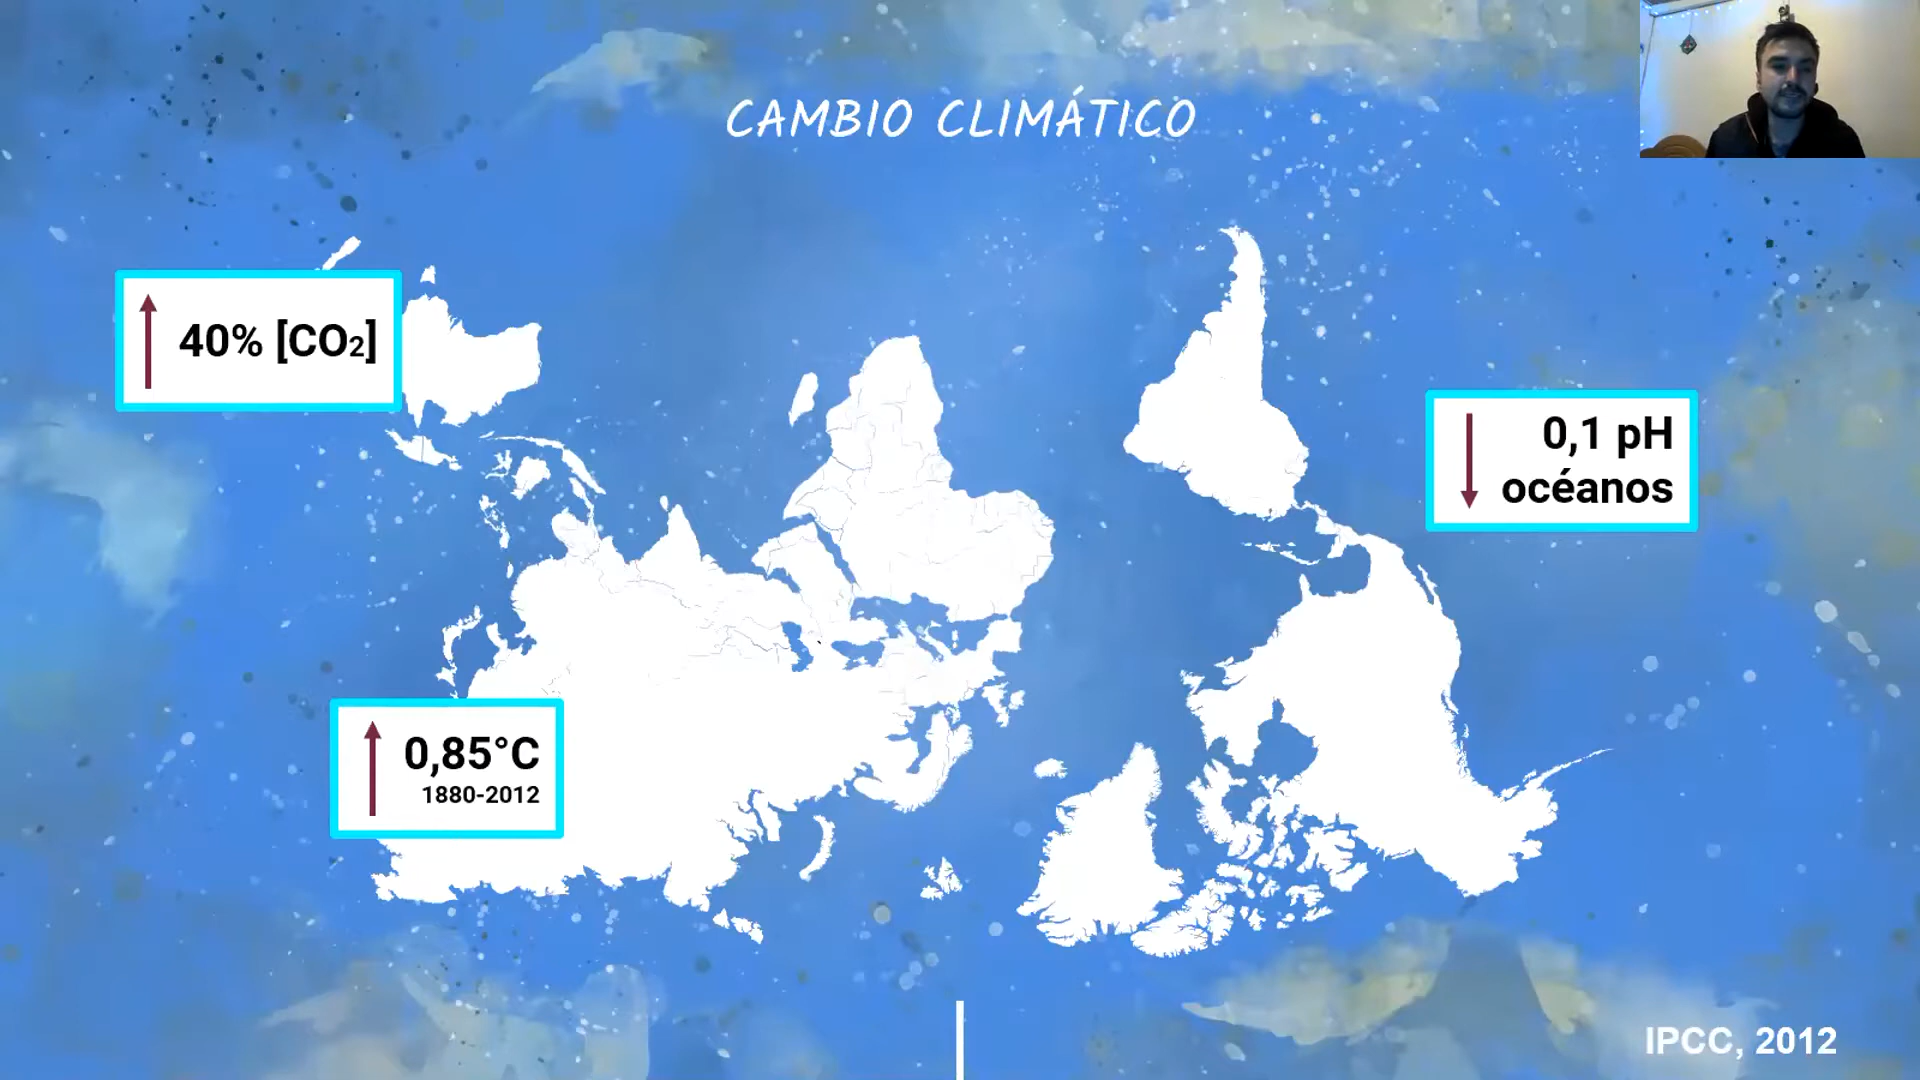 CAMBIO CLIMÁTICO
40% [CO₂]
0,1 pH
océanos
0,85°C
1880-2012
IPCC, 2012